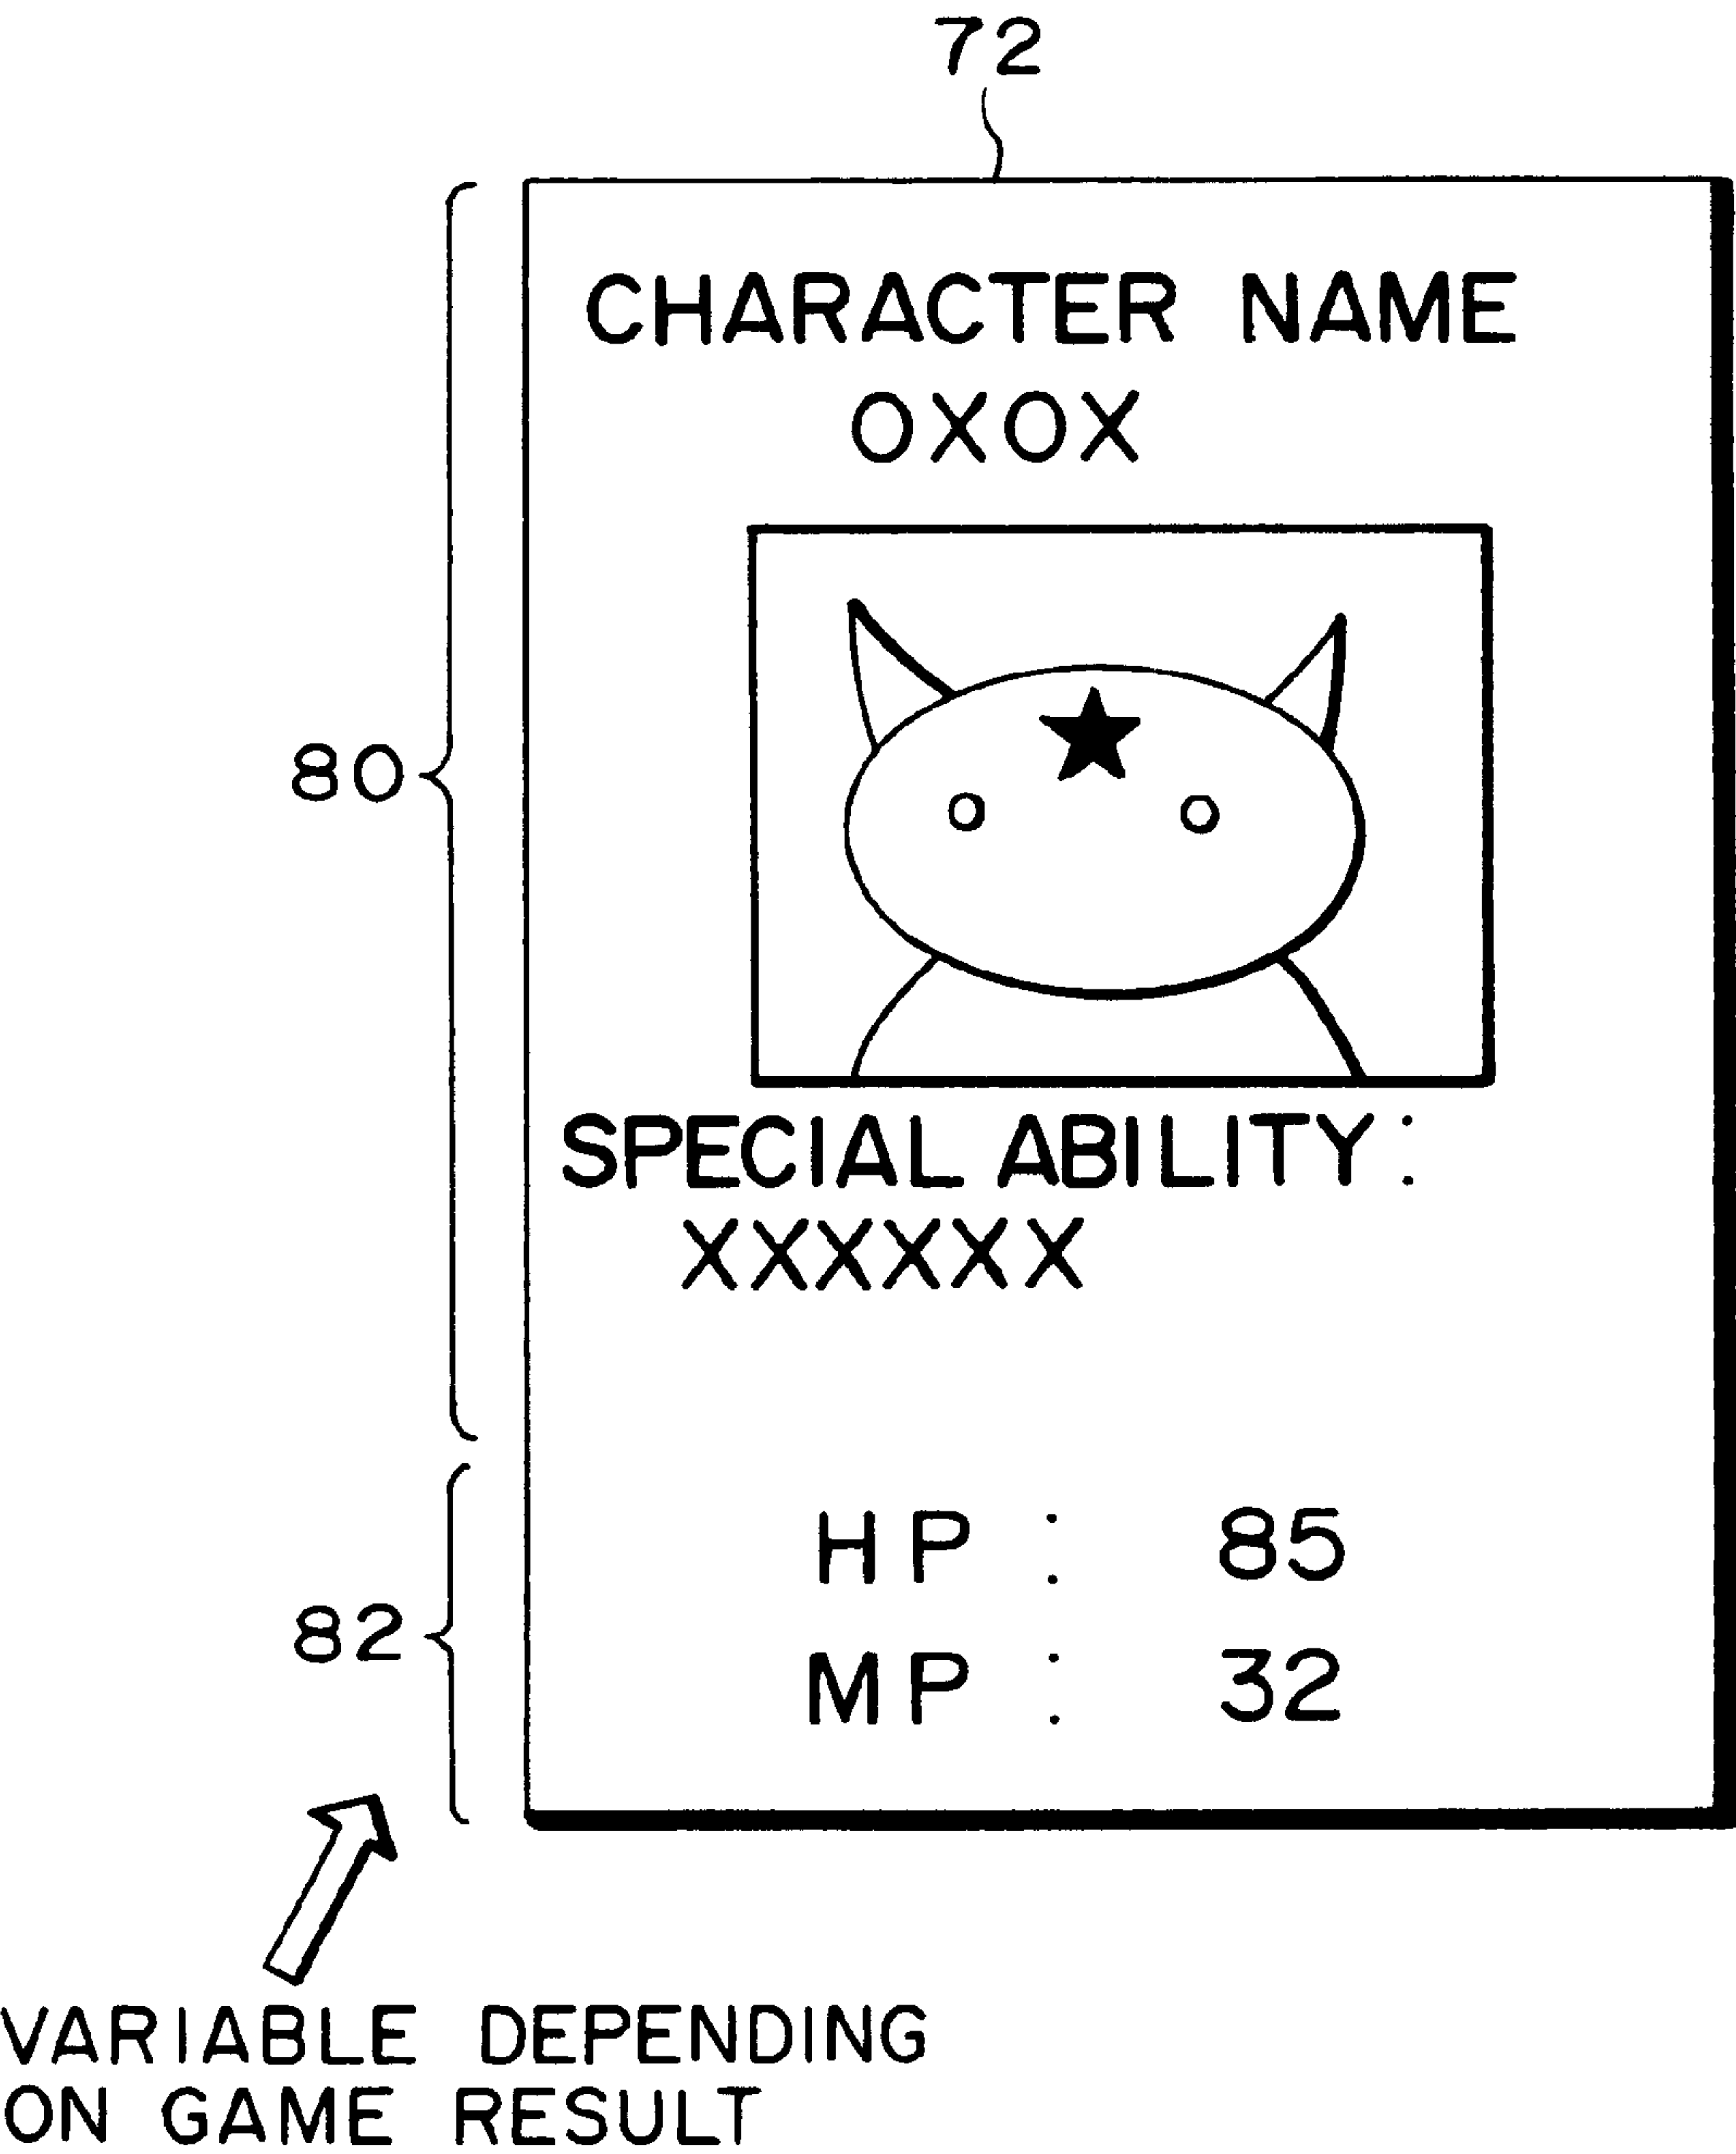 72
CHARACTER NAME
OXOX
80
SPECIAL ABILITY:
XXXXXX
HP : 85
82
MP : 32
VARIABLE DEPENDING
ON GAME RESULT